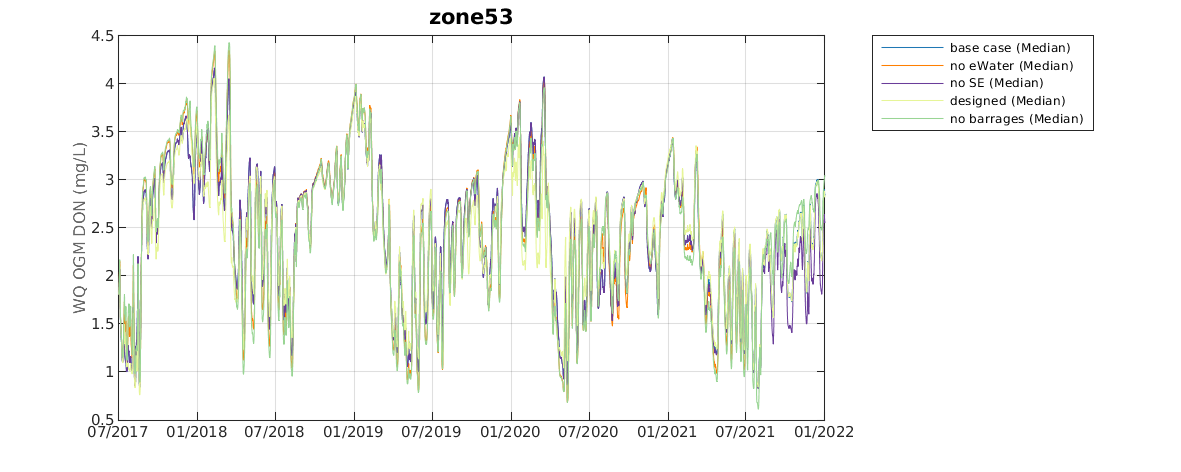 zone53
WQ OGM DON (mg/L)
4.5
4
3.5
3
2.5
2
1.5
1
0.5
07/2017 01/2018 07/2018 01/2019 07/2019 01/2020 07/2020 01/2021 07/2021 01/2022
base case (Median)
no eWater (Median)
no SE (Median)
designed (Median)
no barrages (Median)